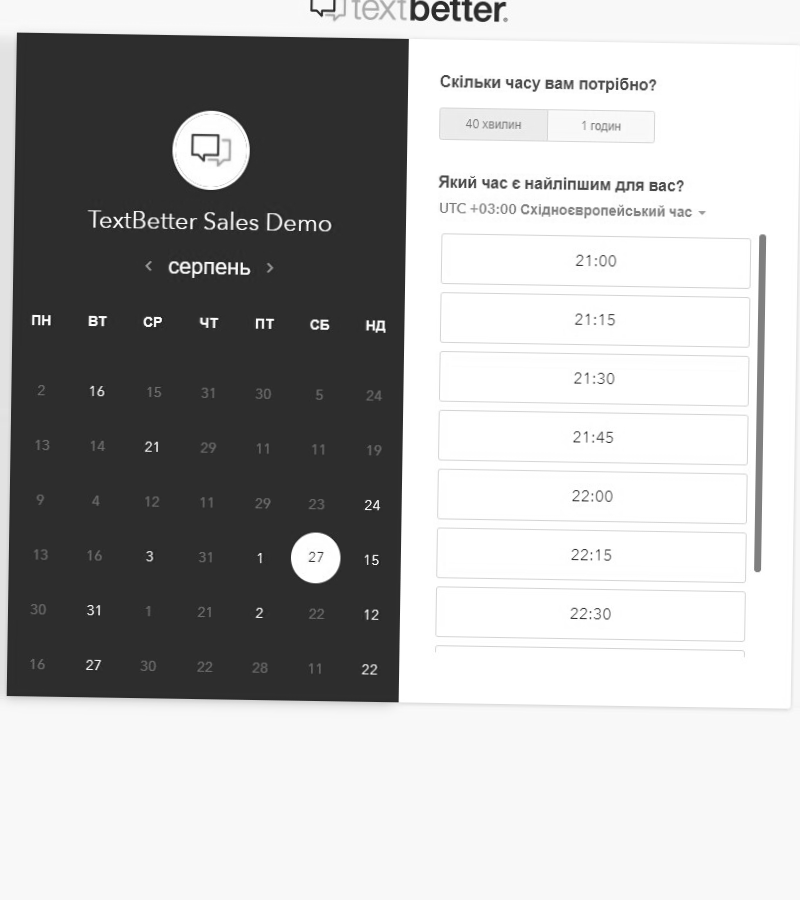 textbetter.
TextBetter Sales Demo
серпень
ПН ВТ СР ЧТ ПТ СБ НД
2 16 15 31 30 5 24
13 14 21 29 11 11 19
9 4 12 11 29 23 24
13 16 3 31 1 27 15
30 31 1 21 2 22 12
16 27 30 22 28 11 22
Скільки часу вам потрібно?
40 хвилин 1 годин
Який час є найліпшим для вас?
UTC +03:00 Східноєвропейський час
21:00
21:15
21:30
21:45
22:00
22:15
22:30